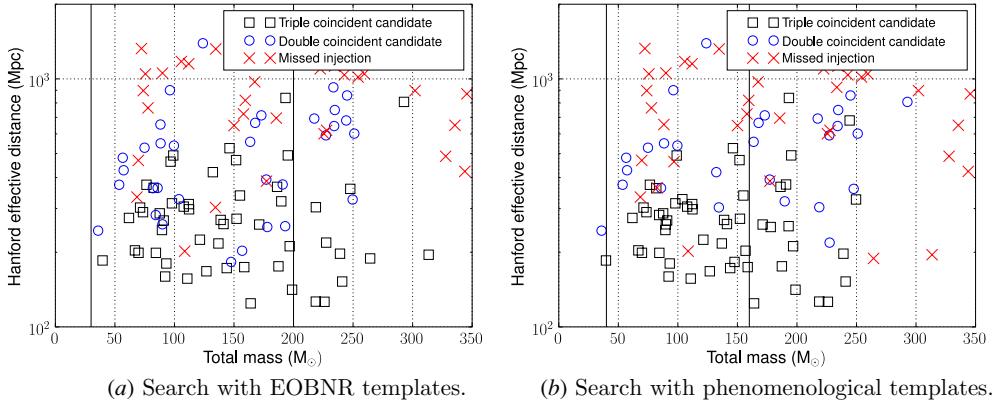 Hanford effective distance (Mpc)
10^3
10^2
Triple coincident candidate
Double coincident candidate
Missed injection
0 50 100 150 200 250 300 350
Total mass (M⊙)
(a) Search with EOBNR templates.
Hanford effective distance (Mpc)
10^3
10^2
Triple coincident candidate
Double coincident candidate
Missed injection
0 50 100 150 200 250 300 350
Total mass (M⊙)
(b) Search with phenomenological templates.